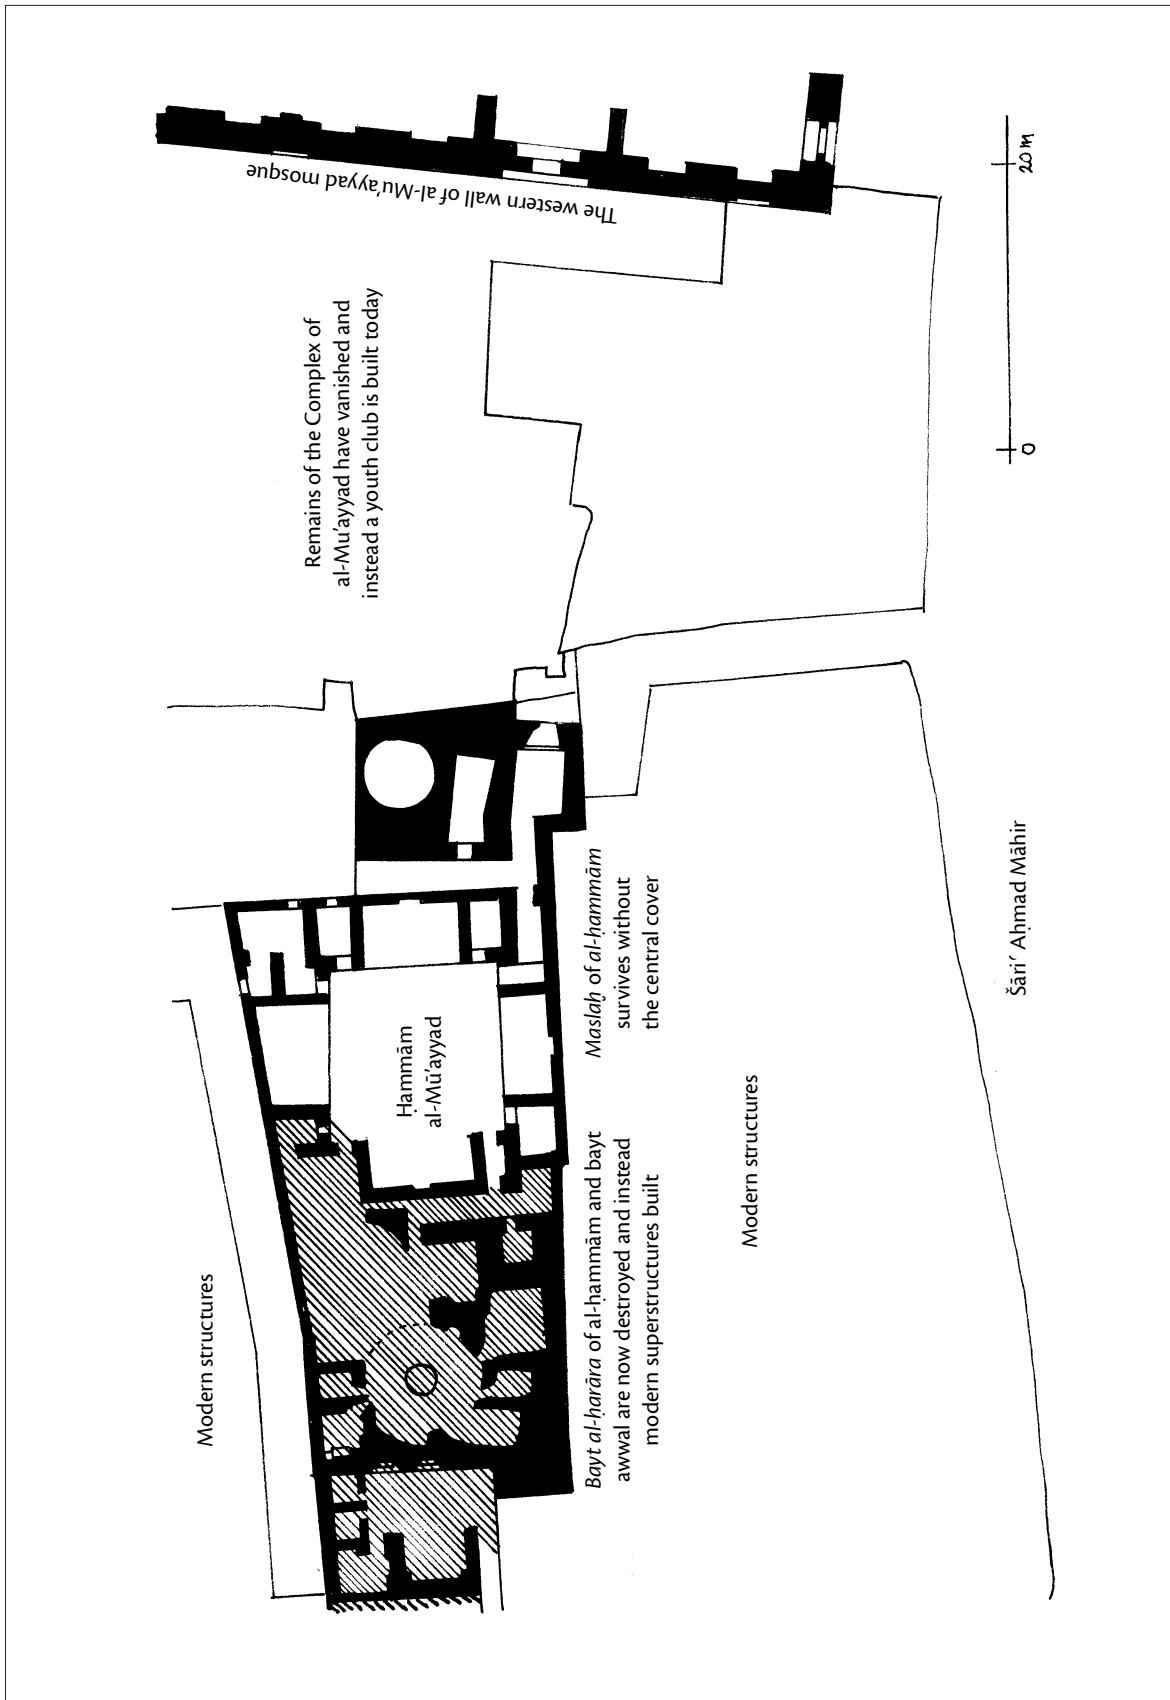 The western wall of al-Mu'ayyad mosque
Remains of the Complex of
al-Mu'ayyad have vanished and
instead a youth club is built today
20 m
0
Ḥammām
al-Mū'ayyad
Maslaḫ of al-ḥammām
survives without
the central cover
Bayt al-ḥarāra of al-ḥammām and bayt
awwal are now destroyed and instead
modern superstructures built
Modern structures
Modern structures
Šāriʿ Aḥmad Māhir